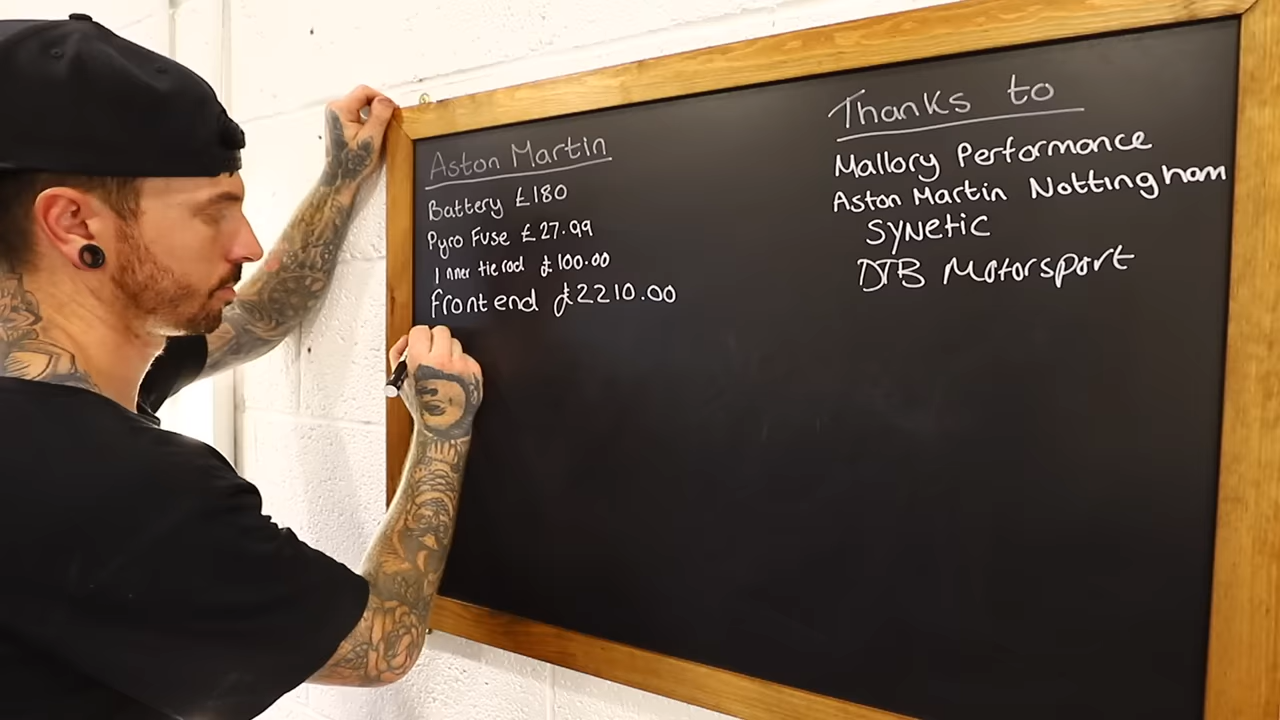 Aston Martin
Battery £180
Pyro Fuse £27.99
Inner tie rod £100.00
front end £2210.00
Thanks to
Mallory Performance
Aston Martin Nottingham
Synetic
DTB Motorsport